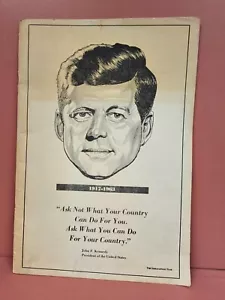 1917-1963
"Ask Not What Your Country
Can Do For You.
Ask What You Can Do
For Your Country."
John F. Kennedy
President of the United States